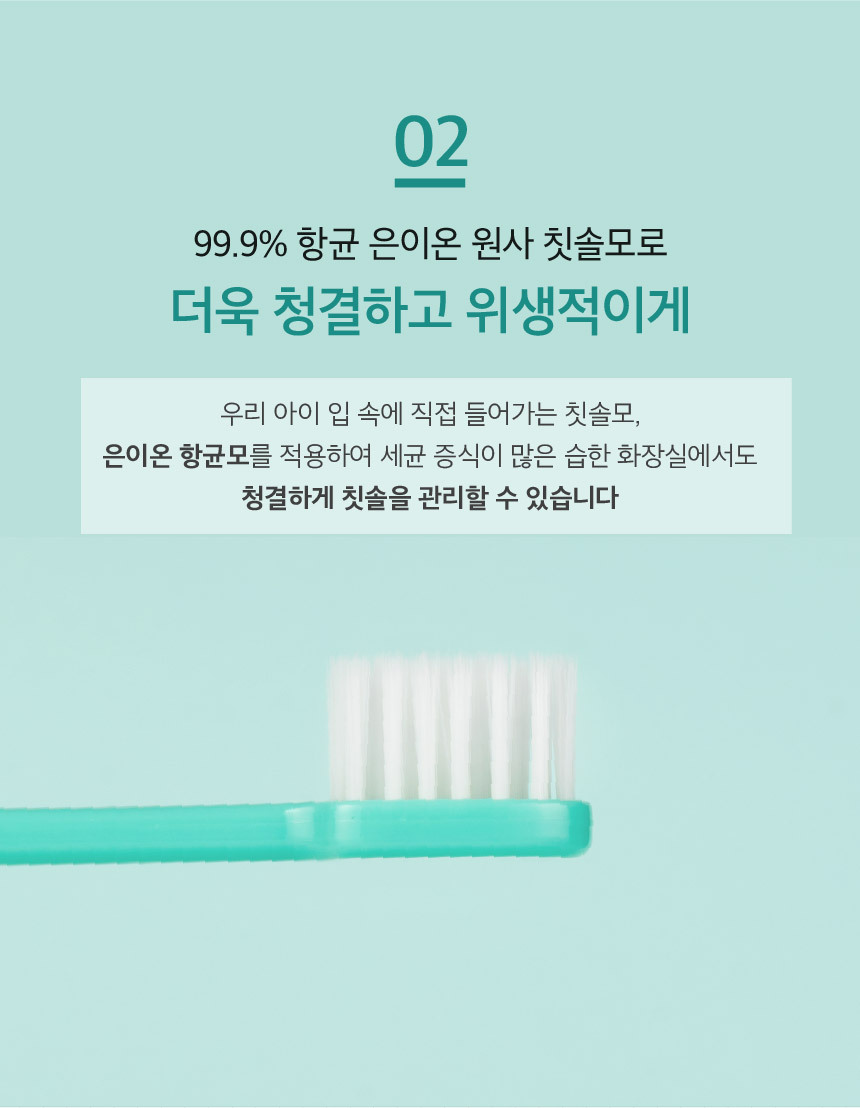 02
99.9% 항균 은이온 원사 칫솔모로
더욱 청결하고 위생적이게
우리 아이 입 속에 직접 들어가는 칫솔모,
은이온 항균모를 적용하여 세균 증식이 많은 습한 화장실에서도
청결하게 칫솔을 관리할 수 있습니다